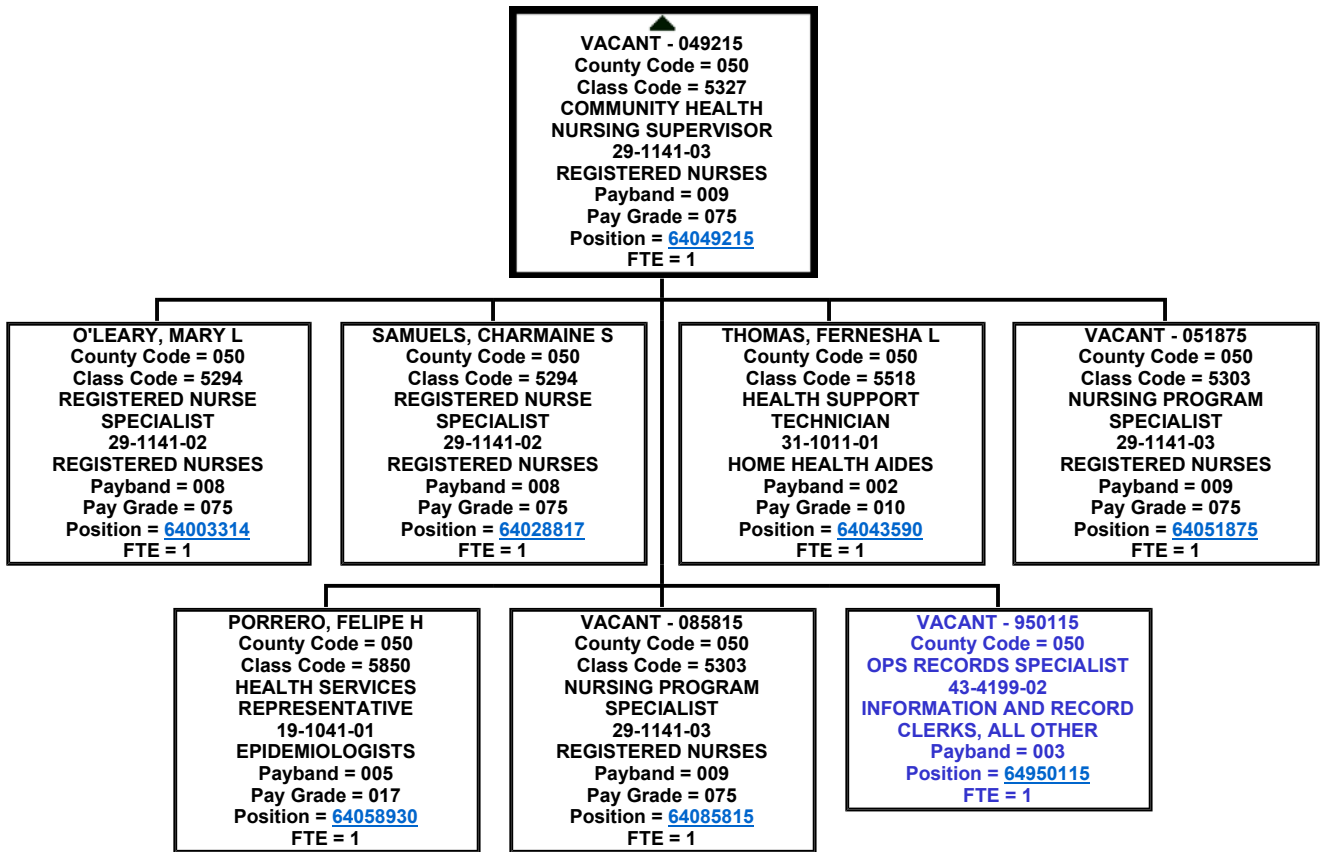 VACANT - 049215
County Code = 050
Class Code = 5327
COMMUNITY HEALTH
NURSING SUPERVISOR
29-1141-03
REGISTERED NURSES
Payband = 009
Pay Grade = 075
Position = 64049215
FTE = 1
O'LEARY, MARY L
County Code = 050
Class Code = 5294
REGISTERED NURSE
SPECIALIST
29-1141-02
REGISTERED NURSES
Payband = 008
Pay Grade = 075
Position = 64003314
FTE = 1
SAMUELS, CHARMAINE S
County Code = 050
Class Code = 5294
REGISTERED NURSE
SPECIALIST
29-1141-02
REGISTERED NURSES
Payband = 008
Pay Grade = 075
Position = 64028817
FTE = 1
THOMAS, FERNESHA L
County Code = 050
Class Code = 5518
HEALTH SUPPORT
TECHNICIAN
31-1011-01
HOME HEALTH AIDES
Payband = 002
Pay Grade = 010
Position = 64043590
FTE = 1
VACANT - 051875
County Code = 050
Class Code = 5303
NURSING PROGRAM
SPECIALIST
29-1141-03
REGISTERED NURSES
Payband = 009
Pay Grade = 075
Position = 64051875
FTE = 1
PORRERO, FELIPE H
County Code = 050
Class Code = 5850
HEALTH SERVICES
REPRESENTATIVE
19-1041-01
EPIDEMIOLOGISTS
Payband = 005
Pay Grade = 017
Position = 64058930
FTE = 1
VACANT - 085815
County Code = 050
Class Code = 5303
NURSING PROGRAM
SPECIALIST
29-1141-03
REGISTERED NURSES
Payband = 009
Pay Grade = 075
Position = 64085815
FTE = 1
VACANT - 950115
County Code = 050
OPS RECORDS SPECIALIST
43-4199-02
INFORMATION AND RECORD
CLERKS, ALL OTHER
Payband = 003
Position = 64950115
FTE = 1